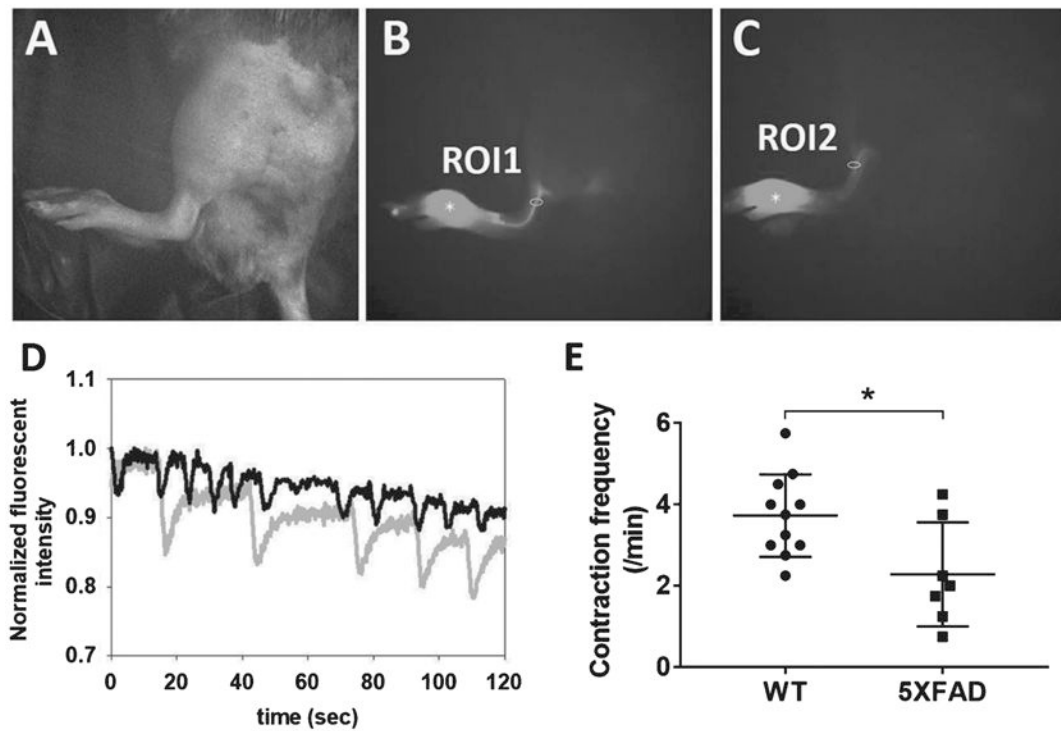 A
B
C
ROI1
ROI2
*
*
D
Normalized fluorescent
intensity
1.1
1.0
0.9
0.8
0.7
0
20
40
60
80
100
120
time (sec)
E
*
Contraction frequency
(/min)
6
4
2
0
WT
5XFAD